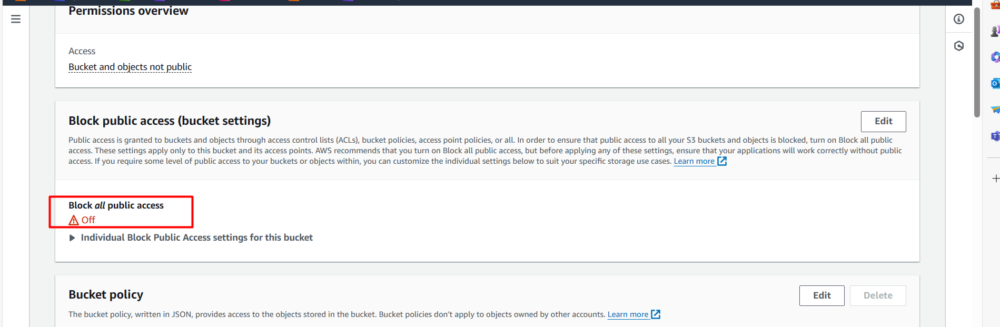 Permissions overview
Access
Bucket and objects not public
Block public access (bucket settings)
Edit
Public access is granted to buckets and objects through access control lists (ACLs), bucket policies, access point policies, or all. In order to ensure that public access to all your S3 buckets and objects is blocked, turn on Block all public
access. These settings apply only to this bucket and its access points. AWS recommends that you turn on Block all public access, but before applying any of these settings, ensure that your applications will work correctly without public
access. If you require some level of public access to your buckets or objects within, you can customize the individual settings below to suit your specific storage use cases. Learn more
Block all public access
Off
Individual Block Public Access settings for this bucket
Bucket policy
Edit
Delete
The bucket policy, written in JSON, provides access to the objects stored in the bucket. Bucket policies don't apply to objects owned by other accounts. Learn more